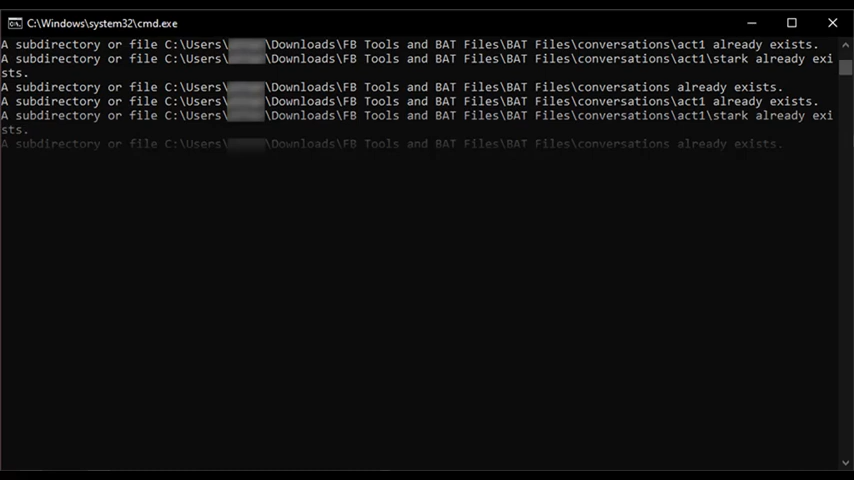 C:\Windows\system32\cmd.exe
A subdirectory or file C:\Users\ \Downloads\FB Tools and BAT Files\BAT Files\conversations\act1 already exists.
A subdirectory or file C:\Users\ \Downloads\FB Tools and BAT Files\BAT Files\conversations\act1\stark already exi
sts.
A subdirectory or file C:\Users\ \Downloads\FB Tools and BAT Files\BAT Files\conversations already exists.
A subdirectory or file C:\Users\ \Downloads\FB Tools and BAT Files\BAT Files\conversations\act1 already exists.
A subdirectory or file C:\Users\ \Downloads\FB Tools and BAT Files\BAT Files\conversations\act1\stark already exi
sts.
A subdirectory or file C:\Users\ \Downloads\FB Tools and BAT Files\BAT Files\conversations already exists.